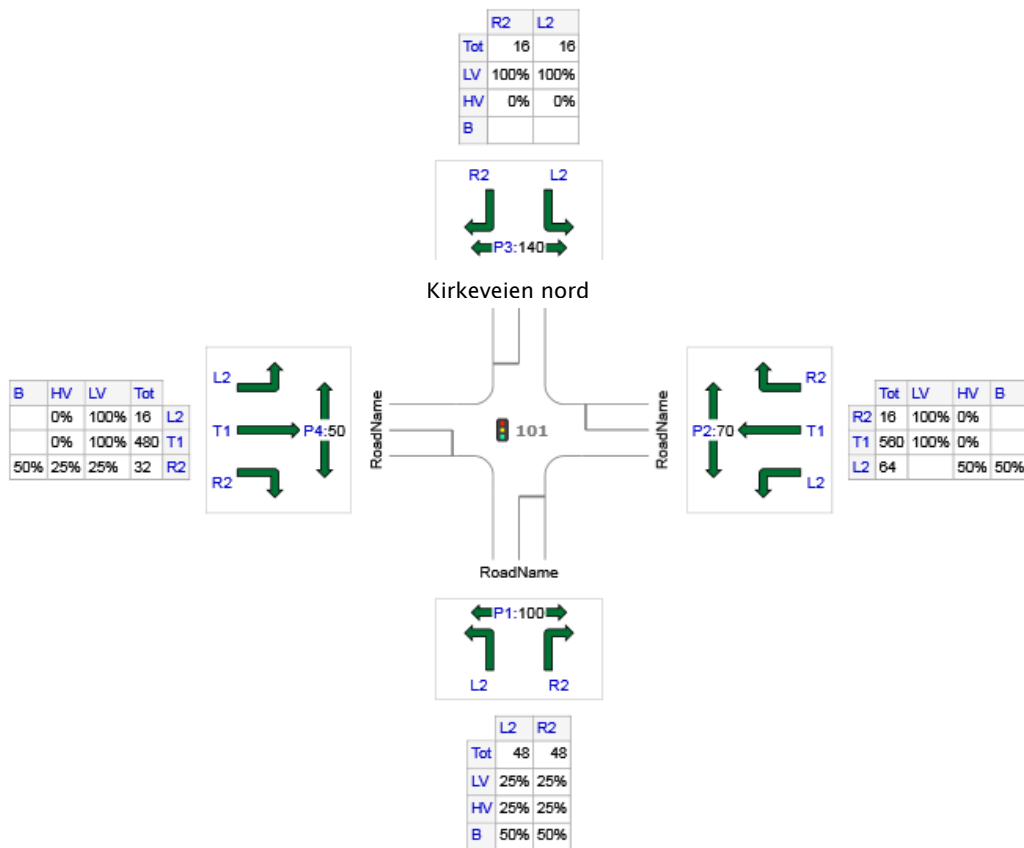 R2 L2
Tot 16 16
LV 100% 100%
HV 0% 0%
B
R2 L2
P3:140
Kirkeveien nord
B HV LV Tot
0% 100% 16 L2
0% 100% 480 T1
50% 25% 25% 32 R2
L2
T1 P4:50
R2
RoadName
101
RoadName
R2
P2:70 T1
L2
Tot LV HV B
R2 16 100% 0%
T1 560 100% 0%
L2 64 50% 50%
RoadName
P1:100
L2 R2
L2 R2
Tot 48 48
LV 25% 25%
HV 25% 25%
B 50% 50%